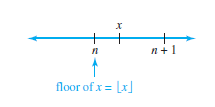 x
n n + 1
floor of x = ⌊x⌋